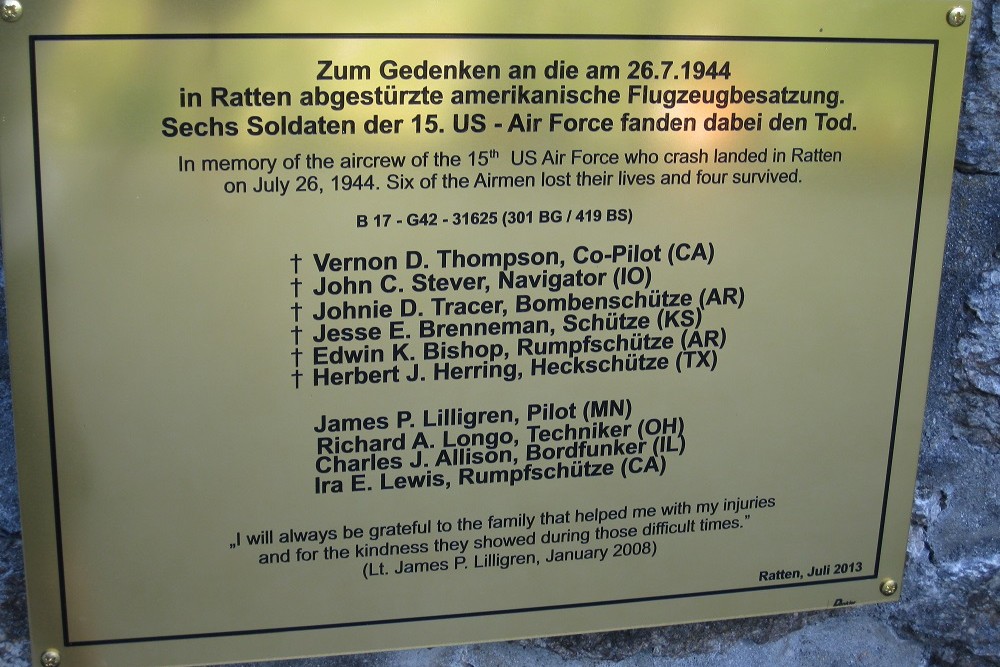 Zum Gedenken an die am 26.7.1944
in Ratten abgestürzte amerikanische Flugzeugbesatzung.
Sechs Soldaten der 15. US - Air Force fanden dabei den Tod.
In memory of the aircrew of the 15th US Air Force who crash landed in Ratten
on July 26, 1944. Six of the Airmen lost their lives and four survived.
B 17 - G42 - 31625 (301 BG / 419 BS)
† Vernon D. Thompson, Co-Pilot (CA)
† John C. Stever, Navigator (IO)
† Johnie D. Tracer, Bombenschütze (AR)
† Jesse E. Brenneman, Schütze (KS)
† Edwin K. Bishop, Rumpfschütze (AR)
† Herbert J. Herring, Heckschütze (TX)
James P. Lilligren, Pilot (MN)
Richard A. Longo, Techniker (OH)
Charles J. Allison, Bordfunker (IL)
Ira E. Lewis, Rumpfschütze (CA)
„I will always be grateful to the family that helped me with my injuries
and for the kindness they showed during those difficult times.”
(Lt. James P. Lilligren, January 2008)
Ratten, Juli 2013